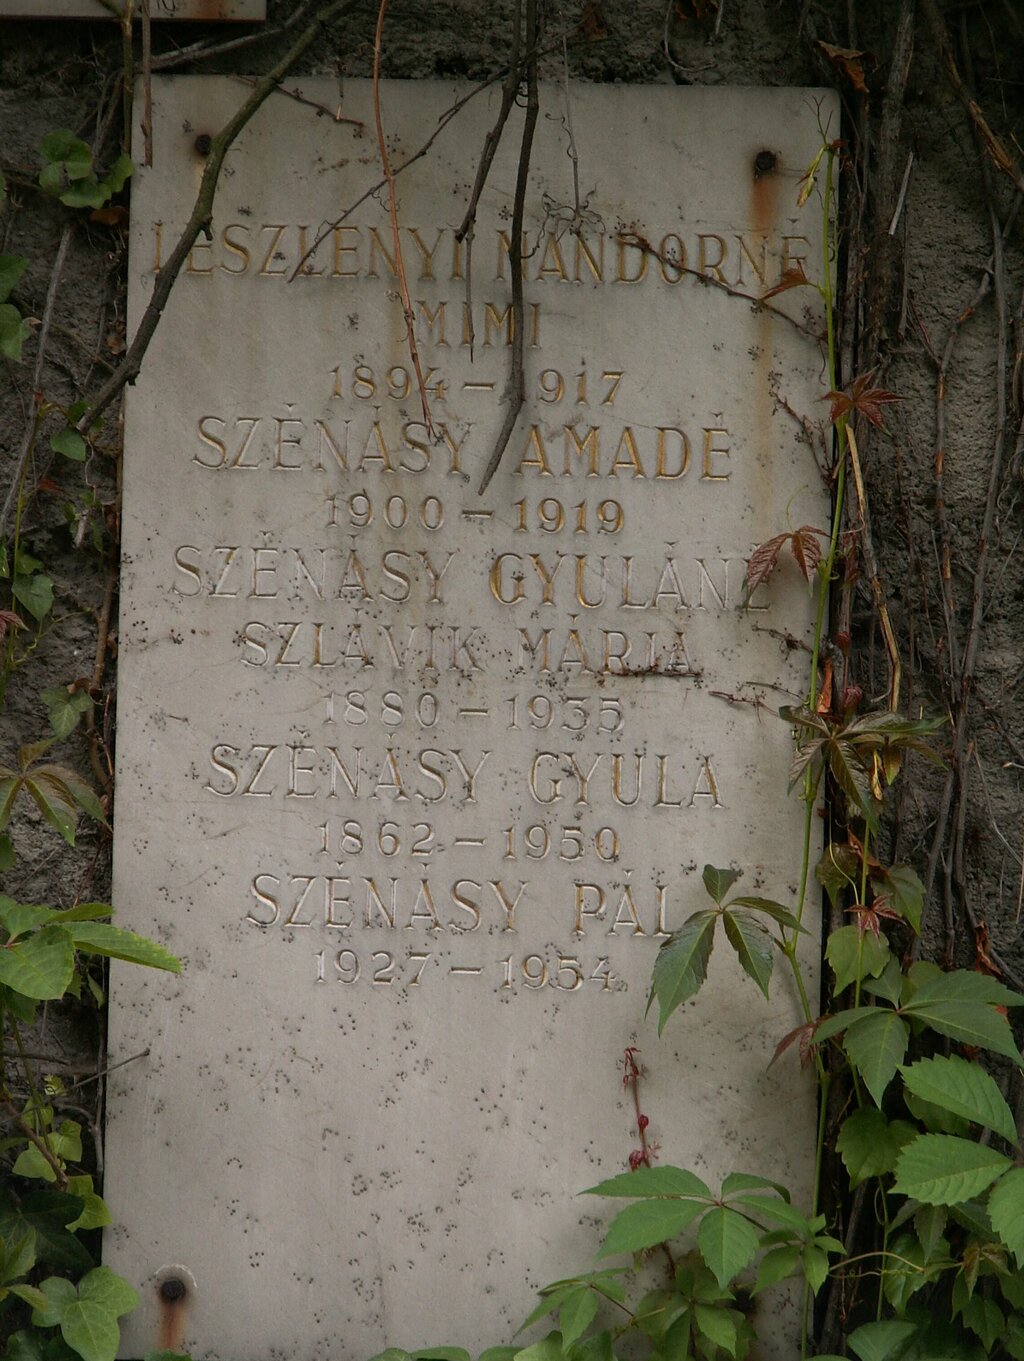 LESZLÉNYI NÁNDORNÉ
MIMI
1894 – 1917
SZÉNÁSY AMADÉ
1900 – 1919
SZÉNÁSY GYULÁNÉ
SZLÁVIK MÁRIA
1880 – 1935
SZÉNÁSY GYULA
1862 – 1950
SZÉNÁSY PÁL
1927 – 1954